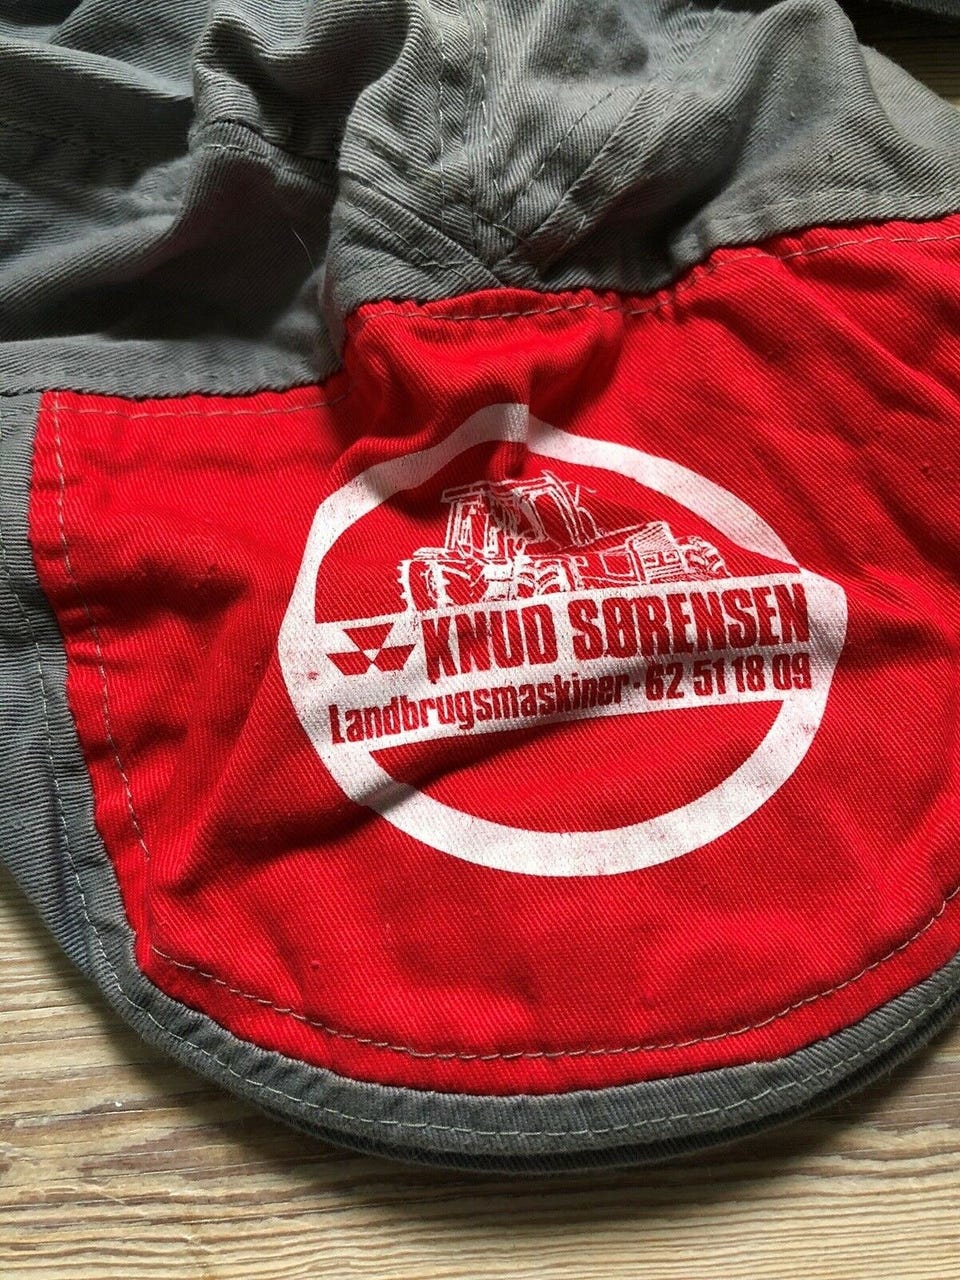 KNUD SØRENSEN
Landbrugsmaskiner · 62 51 18 09